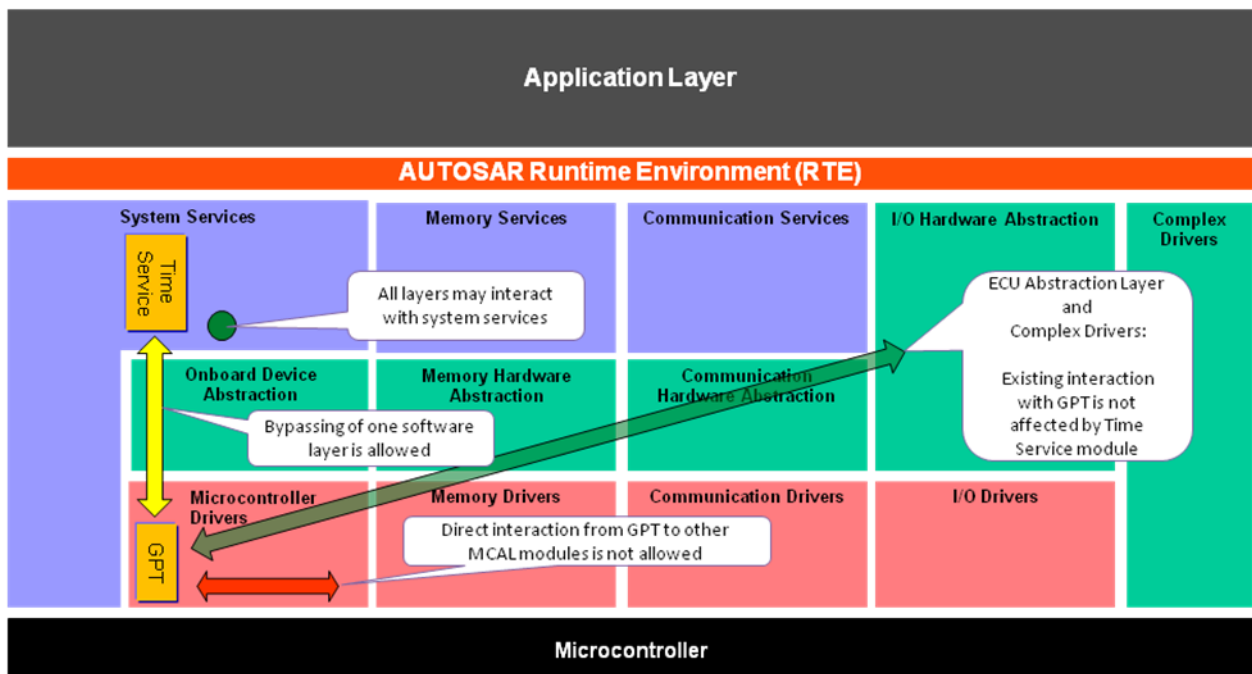 Application Layer
AUTOSAR Runtime Environment (RTE)
System Services
Memory Services
Communication Services
I/O Hardware Abstraction
Complex
Drivers
Time
Service
All layers may interact
with system services
ECU Abstraction Layer
and
Complex Drivers:
Existing interaction
with GPT is not
affected by Time
Service module
Onboard Device
Abstraction
Memory Hardware
Abstraction
Communication
Hardware Abstraction
Bypassing of one software
layer is allowed
Microcontroller
Drivers
Memory Drivers
Communication Drivers
I/O Drivers
GPT
Direct interaction from GPT to other
MCAL modules is not allowed
Microcontroller